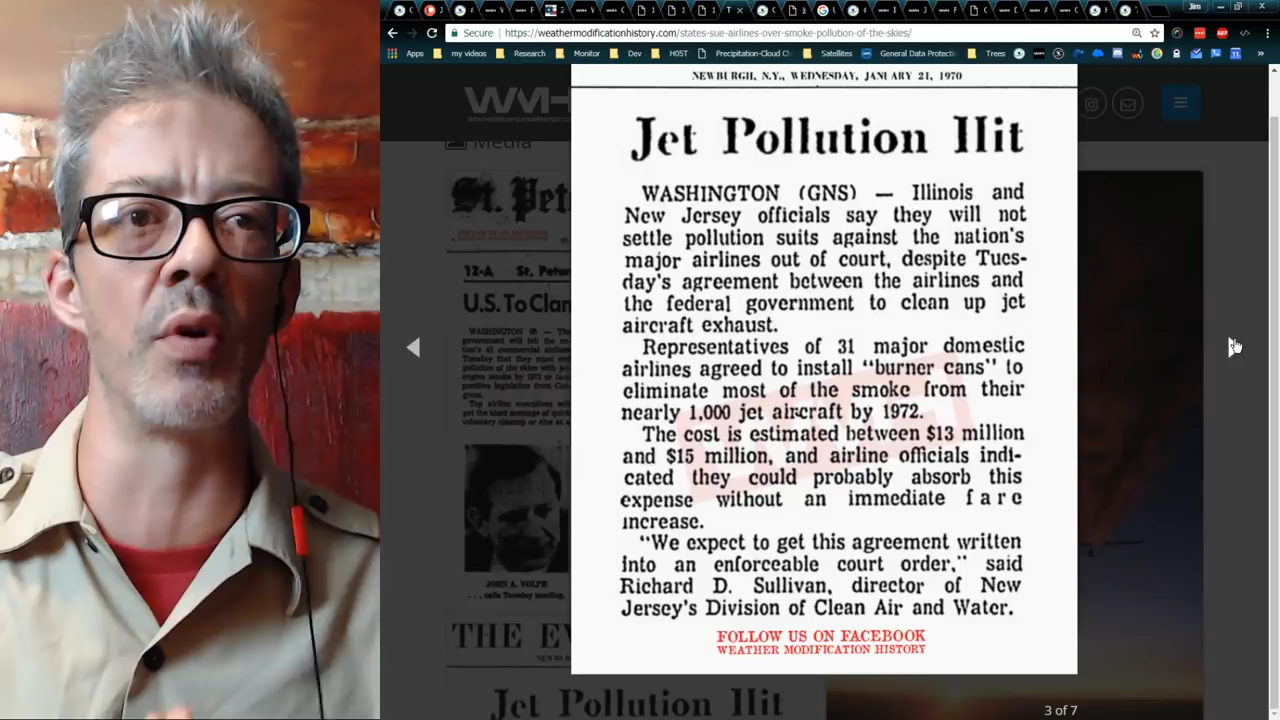 Jim
Secure | https://weathermodificationhistory.com/states-sue-airlines-over-smoke-pollution-of-the-skies/
Apps my videos Research Monitor Dev H0ST Precipitation-Cloud Satellites General Data Protecti Trees
NEWBURGH, N.Y., WEDNESDAY, JANUARY 21, 1970
Media
Jet Pollution Hit
WASHINGTON (GNS) — Illinois and
New Jersey officials say they will not
settle pollution suits against the nation's
major airlines out of court, despite Tues-
day's agreement between the airlines and
the federal government to clean up jet
aircraft exhaust.
Representatives of 31 major domestic
airlines agreed to install "burner cans" to
eliminate most of the smoke from their
nearly 1,000 jet aircraft by 1972.
The cost is estimated between $13 million
and $15 million, and airline officials indi-
cated they could probably absorb this
expense without an immediate fare
increase.
"We expect to get this agreement written
into an enforceable court order," said
Richard D. Sullivan, director of New
Jersey's Division of Clean Air and Water.
FOLLOW US ON FACEBOOK
WEATHER MODIFICATION HISTORY
St. Pet
12-A St. Peter
U.S. To Clan
JOHN A. VOLPE
. . . calls Tuesday meeting.
THE EV
Jet Pollution Hit
3 of 7